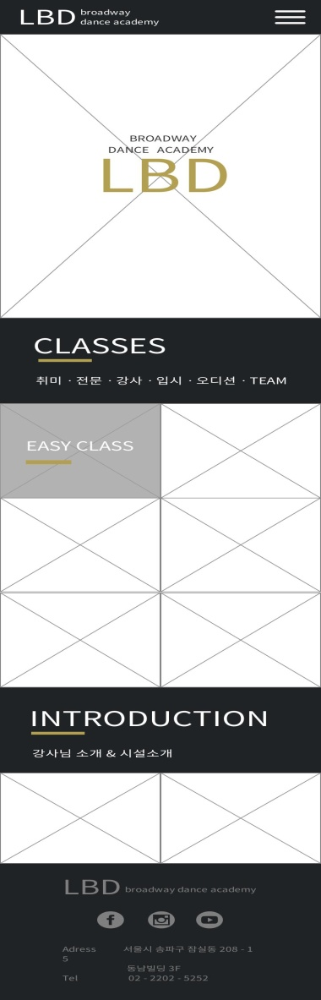 LBD broadway
dance academy
BROADWAY
DANCE ACADEMY
LBD
CLASSES
취미 · 전문 · 강사 · 입시 · 오디션 · TEAM
EASY CLASS
INTRODUCTION
강사님 소개 & 시설소개
LBD broadway dance academy
Adress 서울시 송파구 잠실동 208 - 1
5
동남빌딩 3F
Tel 02 - 2202 - 5252